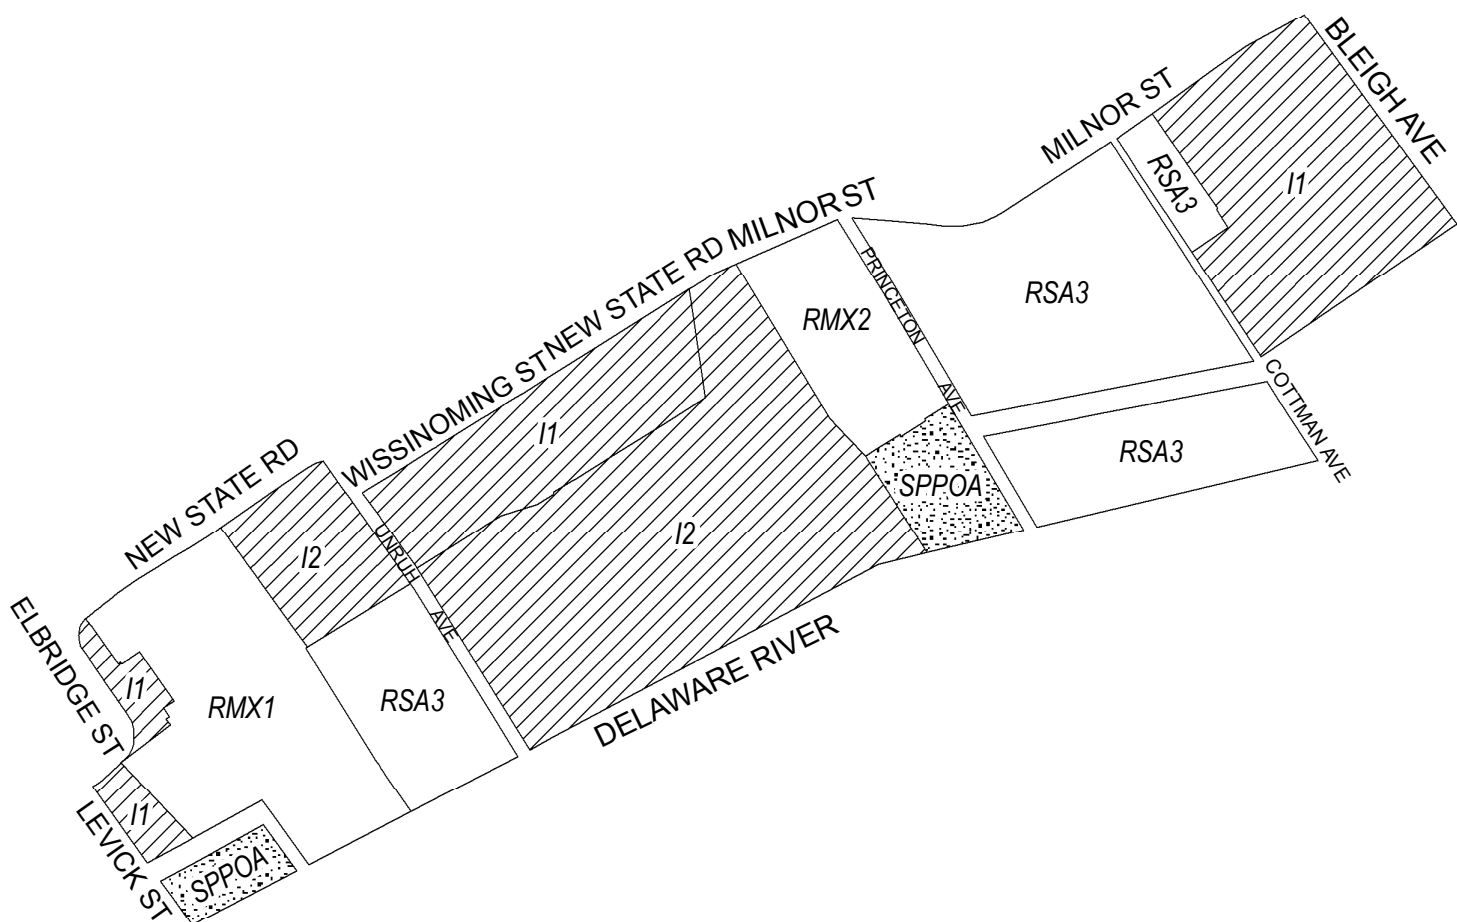 BLEIGH AVE
MILNOR ST
RSA3
I1
NEW STATE RD
MILNOR ST
PRINCETON
AVE
RMX2
RSA3
WISSINOMING ST
I1
COTTMAN AVE
RSA3
SPPOA
NEW STATE RD
I2
I2
UNRUH
AVE
ELBRIDGE ST
I1
RMX1
RSA3
DELAWARE RIVER
I1
LEVICK ST
SPPOA